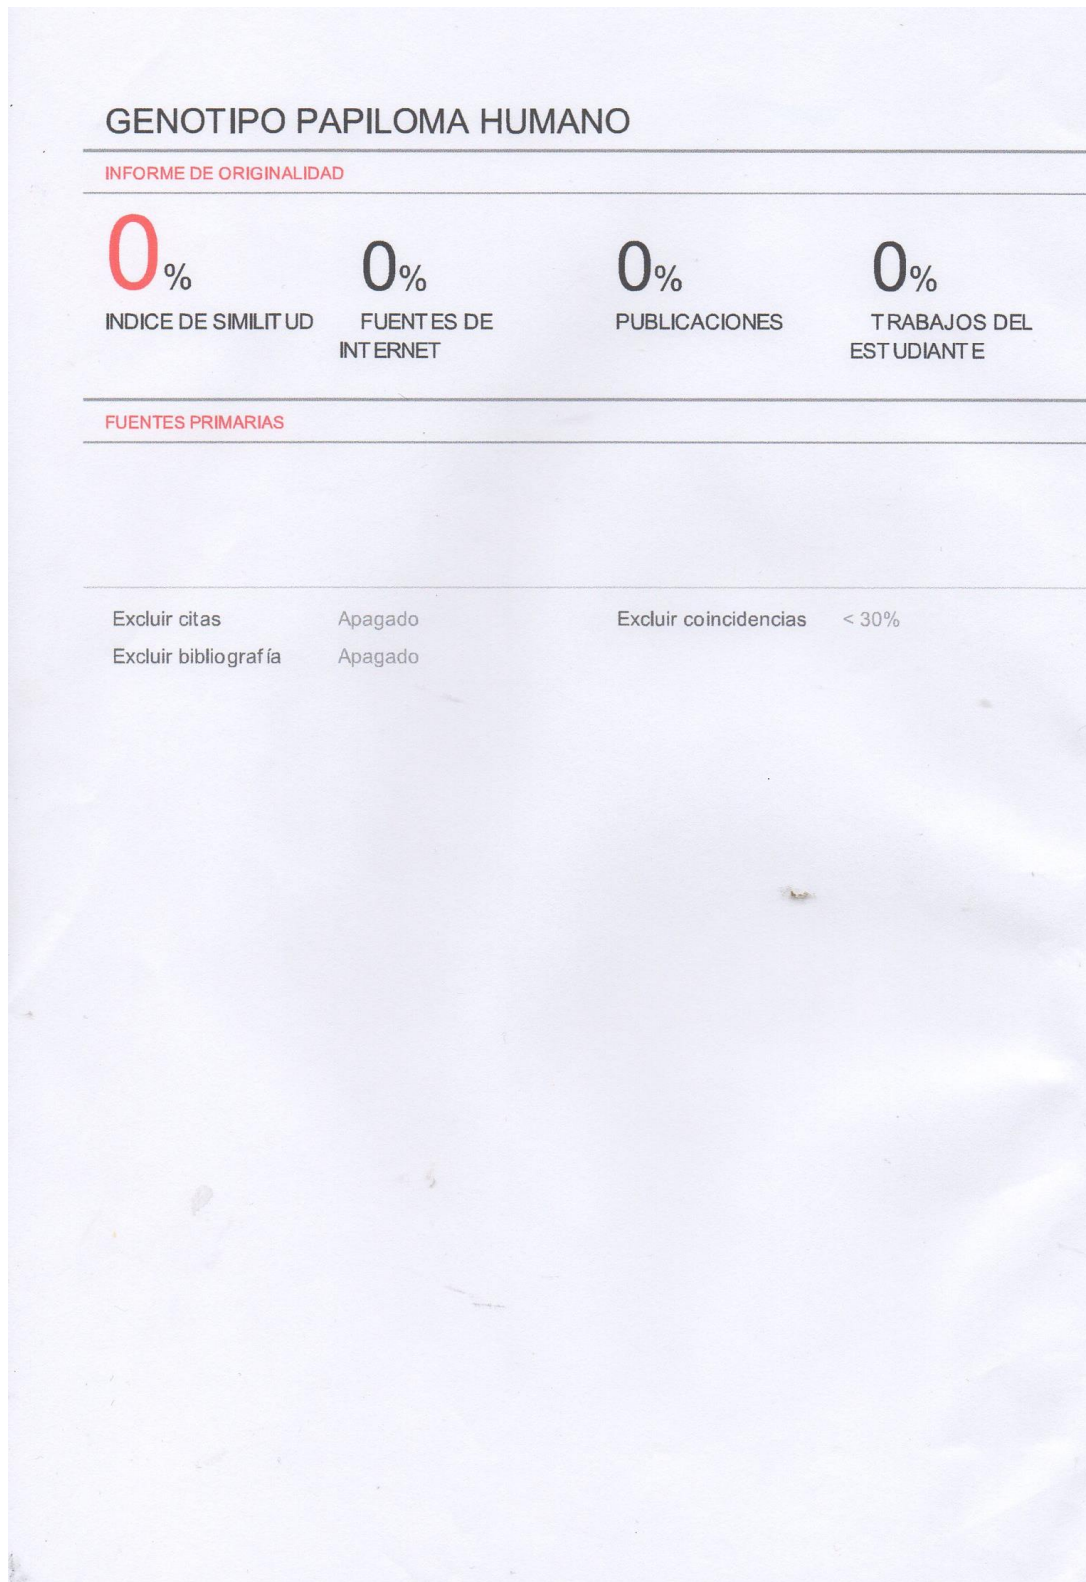 GENOTIPO PAPILOMA HUMANO
INFORME DE ORIGINALIDAD
0% 0% 0% 0%
INDICE DE SIMILITUD FUENTES DE INTERNET PUBLICACIONES TRABAJOS DEL ESTUDIANTE
FUENTES PRIMARIAS
Excluir citas Apagado Excluir coincidencias < 30%
Excluir bibliografía Apagado